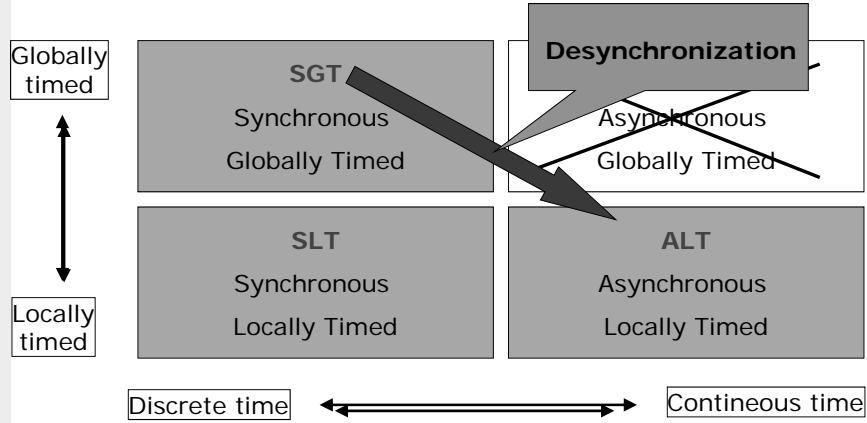 Globally
timed
SGT
Synchronous
Globally Timed
Desynchronization
Asynchronous
Globally Timed
SLT
Synchronous
Locally Timed
ALT
Asynchronous
Locally Timed
Locally
timed
Discrete time
Contineous time